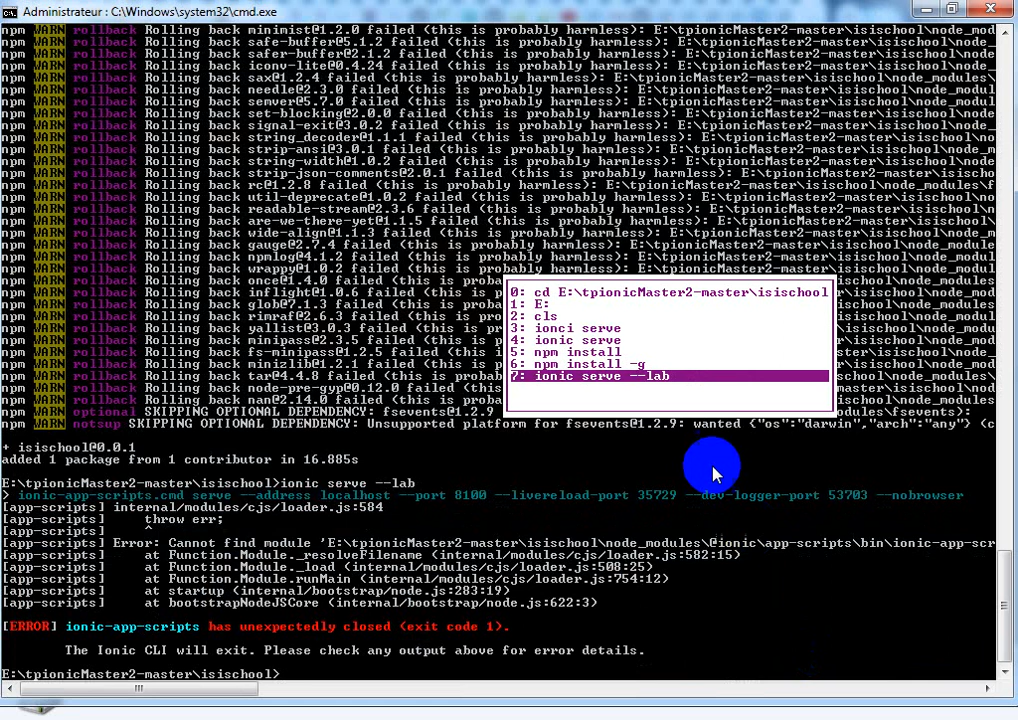 Administrateur : C:\Windows\system32\cmd.exe
npm WARN rollback Rolling back minimist@1.2.0 failed (this is probably harmless): E:\tpionicMaster2-master\isischool\node_mod
npm WARN rollback Rolling back safe-buffer@5.1.2 failed (this is probably harmless): E:\tpionicMaster2-master\isischool\node_
npm WARN rollback Rolling back safer-buffer@2.1.2 failed (this is probably harmless): E:\tpionicMaster2-master\isischool\node
npm WARN rollback Rolling back iconv-lite@0.4.24 failed (this is probably harmless): E:\tpionicMaster2-master\isischool\node_
npm WARN rollback Rolling back sax@1.2.4 failed (this is probably harmless): E:\tpionicMaster2-master\isischool\node_modules\
npm WARN rollback Rolling back needle@2.3.0 failed (this is probably harmless): E:\tpionicMaster2-master\isischool\node_modul
npm WARN rollback Rolling back semver@5.7.0 failed (this is probably harmless): E:\tpionicMaster2-master\isischool\node_modul
npm WARN rollback Rolling back set-blocking@2.0.0 failed (this is probably harmless): E:\tpionicMaster2-master\isischool\node
npm WARN rollback Rolling back signal-exit@3.0.2 failed (this is probably harmless): E:\tpionicMaster2-master\isischool\node_
npm WARN rollback Rolling back string_decoder@1.1.1 failed (this is probably harmless): E:\tpionicMaster2-master\isischool\no
npm WARN rollback Rolling back strip-ansi@3.0.1 failed (this is probably harmless): E:\tpionicMaster2-master\isischool\node_m
npm WARN rollback Rolling back string-width@1.0.2 failed (this is probably harmless): E:\tpionicMaster2-master\isischool\node
npm WARN rollback Rolling back strip-json-comments@2.0.1 failed (this is probably harmless): E:\tpionicMaster2-master\isischo
npm WARN rollback Rolling back rc@1.2.8 failed (this is probably harmless): E:\tpionicMaster2-master\isischool\node_modules\f
npm WARN rollback Rolling back util-deprecate@1.0.2 failed (this is probably harmless): E:\tpionicMaster2-master\isischool\no
npm WARN rollback Rolling back readable-stream@2.3.6 failed (this is probably harmless): E:\tpionicMaster2-master\isischool\n
npm WARN rollback Rolling back are-we-there-yet@1.1.5 failed (this is probably harmless): E:\tpionicMaster2-master\isischool\
npm WARN rollback Rolling back wide-align@1.1.3 failed (this is probably harmless): E:\tpionicMaster2-master\isischool\node_m
npm WARN rollback Rolling back gauge@2.7.4 failed (this is probably harmless): E:\tpionicMaster2-master\isischool\node_module
npm WARN rollback Rolling back npmlog@4.1.2 failed (this is probably harmless): E:\tpionicMaster2-master\isischool\node_modul
npm WARN rollback Rolling back wrappy@1.0.2 failed (this is probably harmless): E:\tpionicMaster2-master\isischool\node_modul
npm WARN rollback Rolling back once@1.4.0 failed (this is prob
npm WARN rollback Rolling back inflight@1.0.6 failed (this is
npm WARN rollback Rolling back glob@7.1.3 failed (this is prob
npm WARN rollback Rolling back rimraf@2.6.3 failed (this is pr
npm WARN rollback Rolling back yallist@3.0.3 failed (this is p
npm WARN rollback Rolling back minipass@2.3.5 failed (this is
npm WARN rollback Rolling back fs-minipass@1.2.5 failed (this
npm WARN rollback Rolling back minizlib@1.2.1 failed (this is
npm WARN rollback Rolling back tar@4.4.8 failed (this is proba
npm WARN rollback Rolling back node-pre-gyp@0.12.0 failed (thi
npm WARN rollback Rolling back nan@2.14.0 failed (this is prob
npm WARN optional SKIPPING OPTIONAL DEPENDENCY: fsevents@1.2.9
npm WARN notsup SKIPPING OPTIONAL DEPENDENCY: Unsupported platform for fsevents@1.2.9: wanted {"os":"darwin","arch":"any"} (c
0: cd E:\tpionicMaster2-master\isischool
1: E:
2: cls
3: ionci serve
4: ionic serve
5: npm install
6: npm install -g
7: ionic serve --lab
+ isischool@0.0.1
added 1 package from 1 contributor in 16.885s
E:\tpionicMaster2-master\isischool>ionic serve --lab
> ionic-app-scripts.cmd serve --address localhost --port 8100 --livereload-port 35729 --dev-logger-port 53703 --nobrowser
[app-scripts] internal/modules/cjs/loader.js:584
[app-scripts]     throw err;
[app-scripts]     ^
[app-scripts] Error: Cannot find module 'E:\tpionicMaster2-master\isischool\node_modules\@ionic\app-scripts\bin\ionic-app-scr
[app-scripts]     at Function.Module._resolveFilename (internal/modules/cjs/loader.js:582:15)
[app-scripts]     at Function.Module._load (internal/modules/cjs/loader.js:508:25)
[app-scripts]     at Function.Module.runMain (internal/modules/cjs/loader.js:754:12)
[app-scripts]     at startup (internal/bootstrap/node.js:283:19)
[app-scripts]     at bootstrapNodeJSCore (internal/bootstrap/node.js:622:3)
[ERROR] ionic-app-scripts has unexpectedly closed (exit code 1).
The Ionic CLI will exit. Please check any output above for error details.
E:\tpionicMaster2-master\isischool>